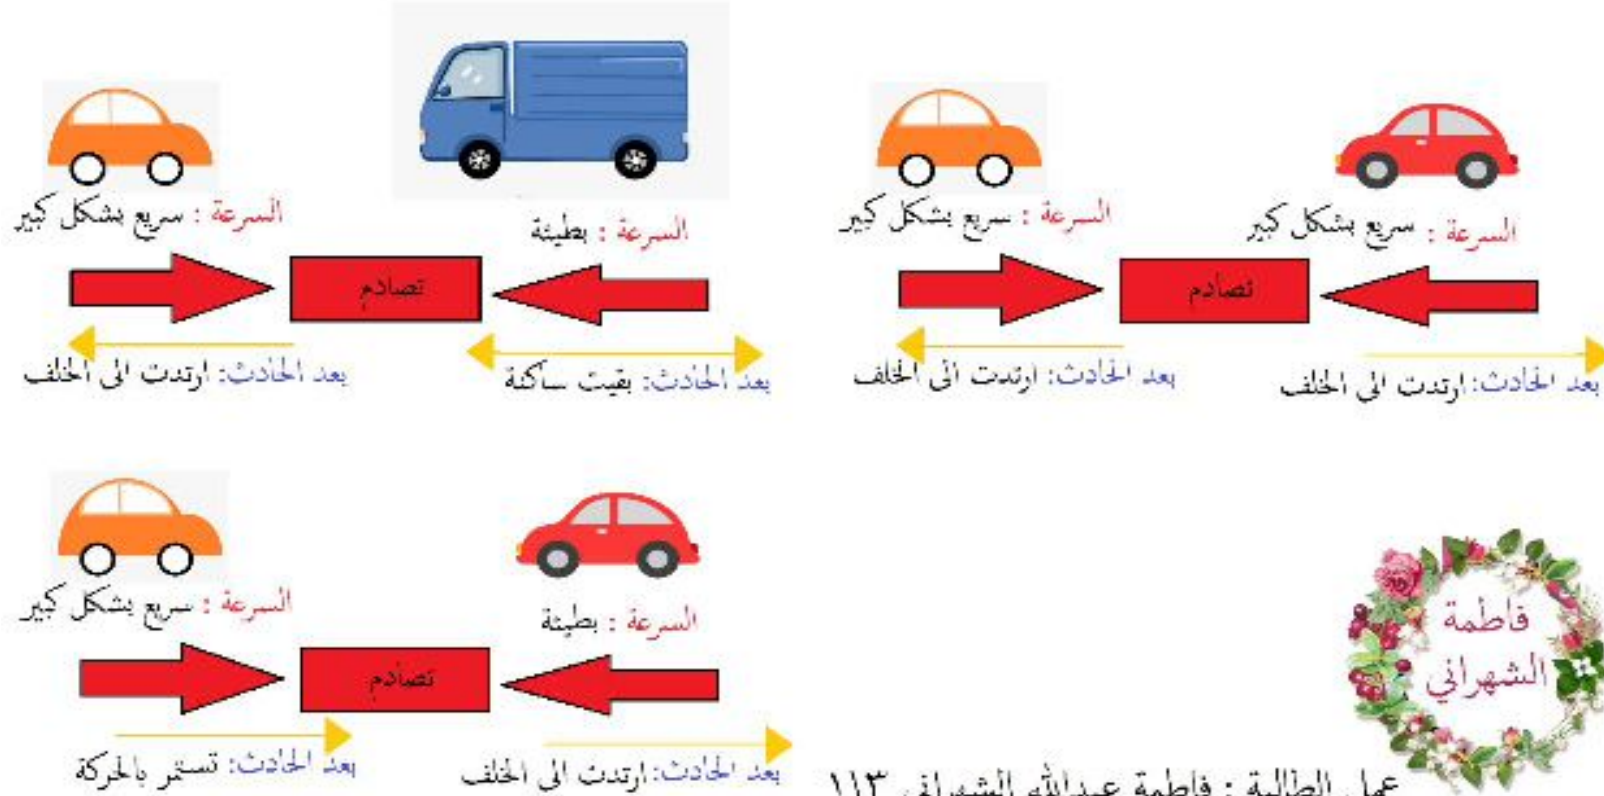 السرعة : سريع بشكل كبير
السرعة : بطيئة
تصادم
بعد الحادث: ارتدت الى الخلف
بعد الحادث: بقيت ساكنة
السرعة : سريع بشكل كبير
السرعة : سريع بشكل كبير
تصادم
بعد الحادث: ارتدت الى الخلف
بعد الحادث: ارتدت الى الخلف
السرعة : سريع بشكل كبير
السرعة : بطيئة
تصادم
بعد الحادث: تستمر بالحركة
بعد الحادث: ارتدت الى الخلف
فاطمة
الشهراني
عمل الطالبة : فاطمة عبدالله الشهراني ١١٣